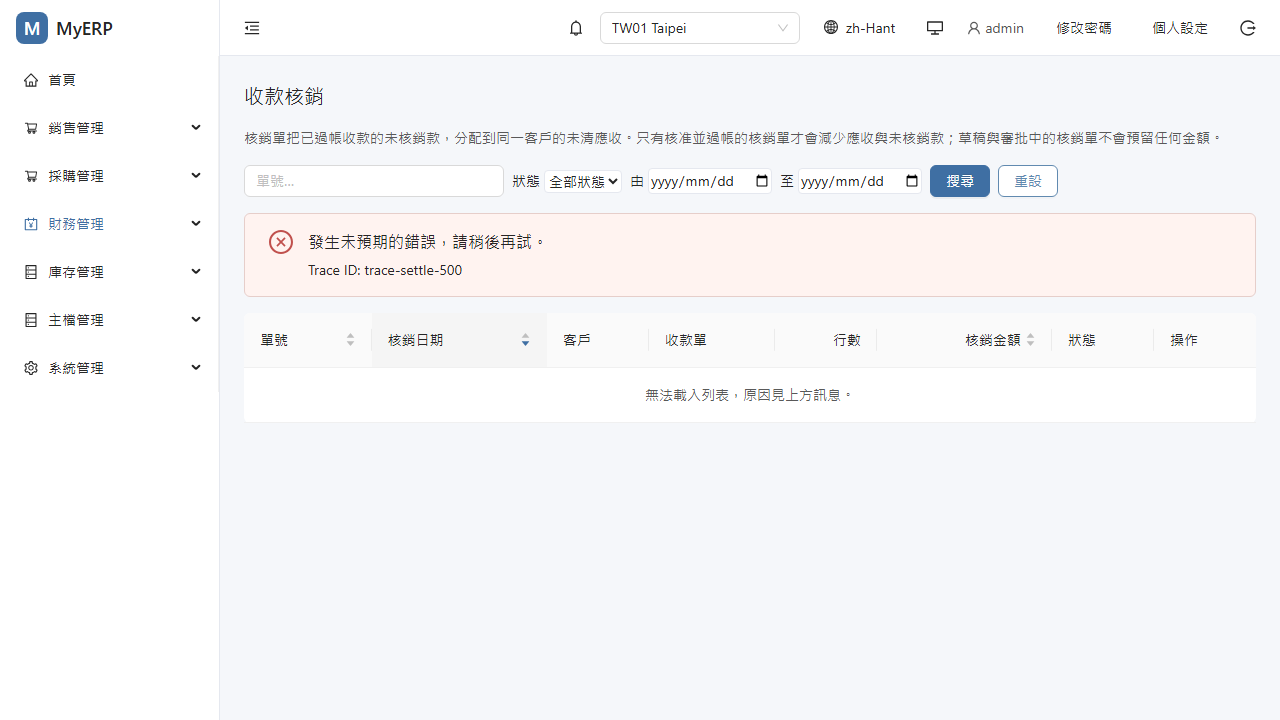 M MyERP
TW01 Taipei
zh-Hant
admin
修改密碼
個人設定
首頁
銷售管理
採購管理
財務管理
庫存管理
主檔管理
系統管理
收款核銷
核銷單把已過帳收款的未核銷款，分配到同一客戶的未清應收。只有核准並過帳的核銷單才會減少應收與未核銷款；草稿與審批中的核銷單不會預留任何金額。
單號... 狀態 全部狀態 由 yyyy/mm/dd 至 yyyy/mm/dd 搜尋 重設
發生未預期的錯誤，請稍後再試。
Trace ID: trace-settle-500
單號 核銷日期 客戶 收款單 行數 核銷金額 狀態 操作
無法載入列表，原因見上方訊息。